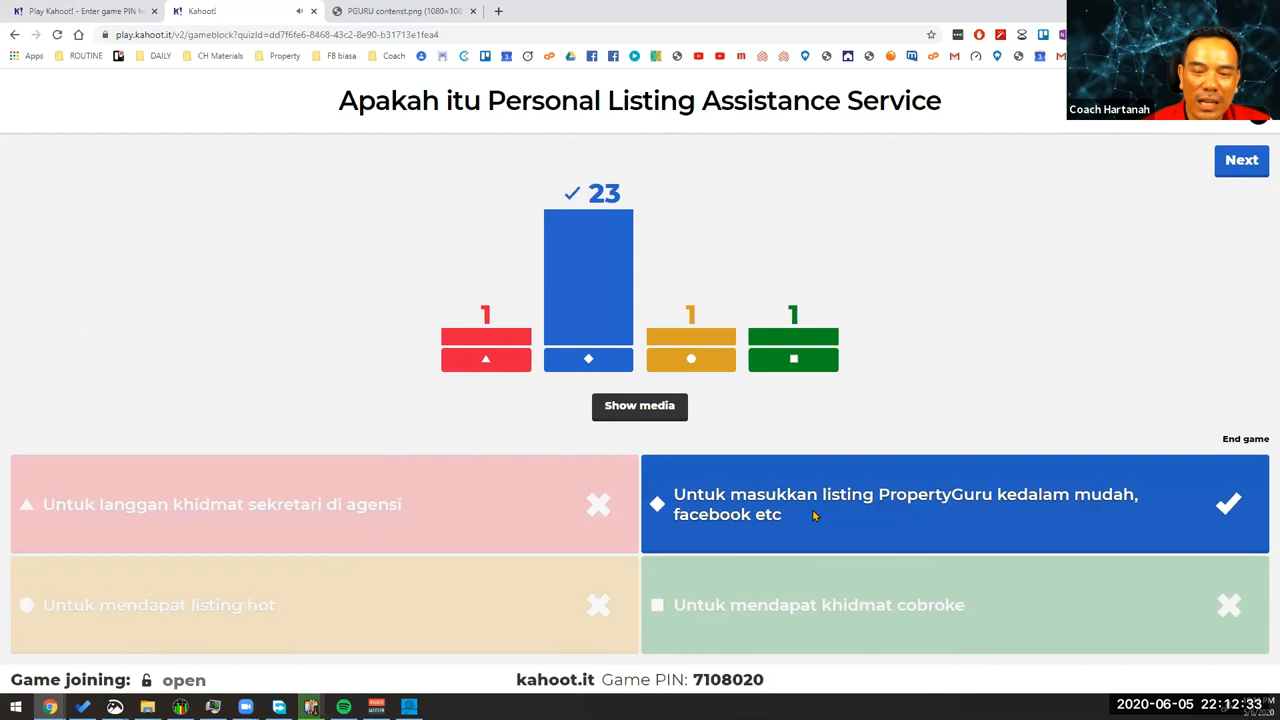 Play Kahoot! - Enter game PIN h
Kahoot!
PGURU contenst.png (1080×108
play.kahoot.it/v2/gameblock?quizId=dd7f6fe6-8468-43c2-8e90-b31713e1fea4
Apps
ROUTINE
DAILY
CH Materials
Property
FB biasa
Coach
Coach Hartanah
Apakah itu Personal Listing Assistance Service
Next
23
1
1
1
Show media
End game
Untuk langgan khidmat sekretari di agensi
Untuk masukkan listing PropertyGuru kedalam mudah,
facebook etc
Untuk mendapat listing hot
Untuk mendapat khidmat cobroke
Game joining: open
kahoot.it Game PIN: 7108020
2020-06-05 22:12:33